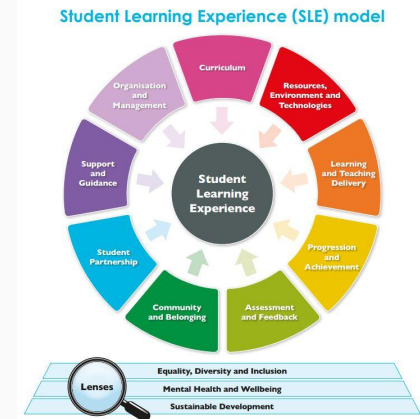 Student Learning Experience (SLE) model
Curriculum
Resources,
Environment and
Technologies
Learning
and Teaching
Delivery
Progression
and
Achievement
Assessment
and Feedback
Community
and Belonging
Student
Partnership
Support
and
Guidance
Organisation
and
Management
Student
Learning
Experience
Lenses
Equality, Diversity and Inclusion
Mental Health and Wellbeing
Sustainable Development